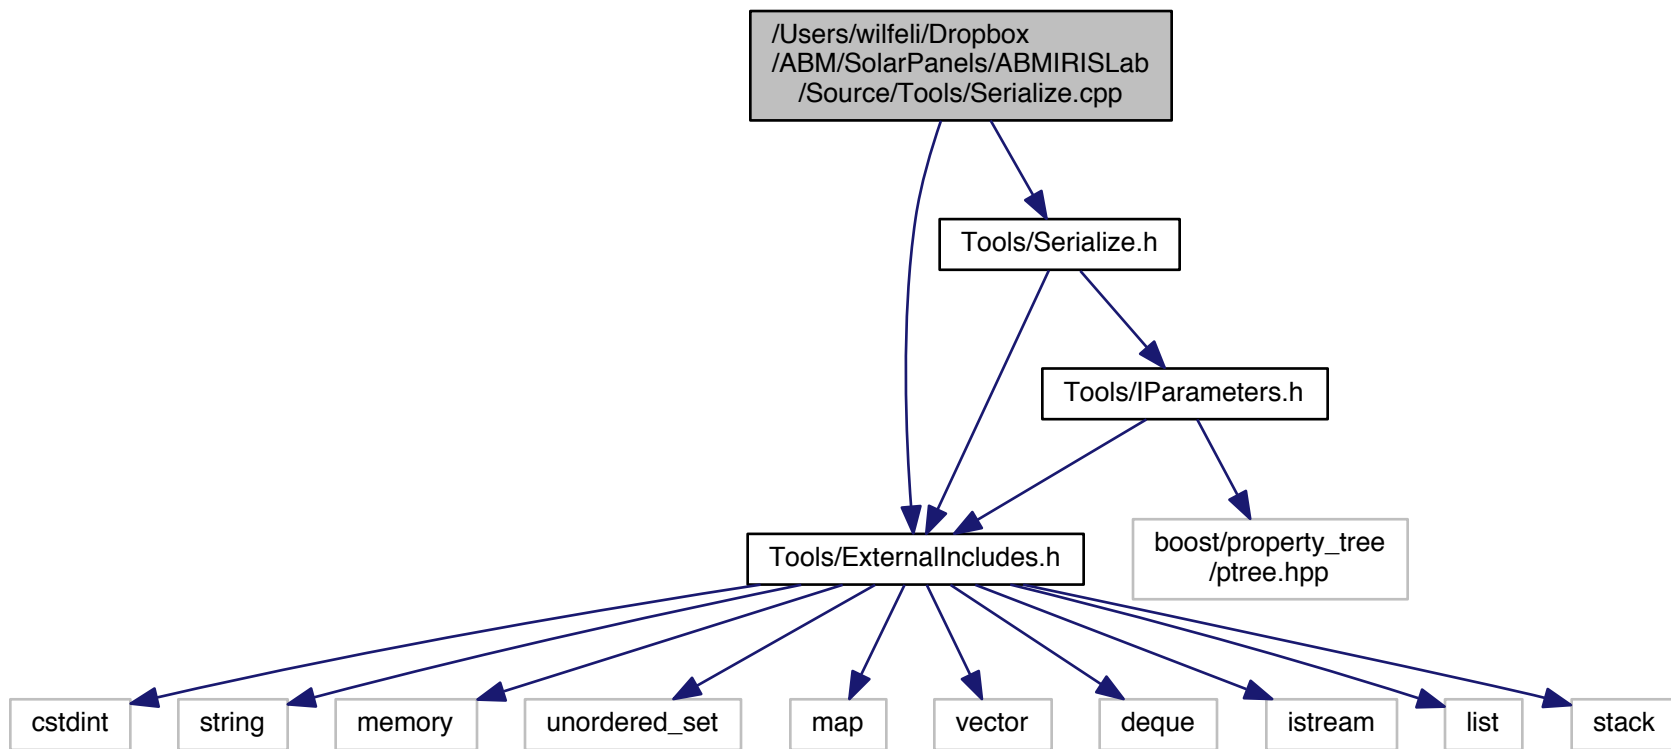 /Users/wilfeli/Dropbox
/ABM/SolarPanels/ABMIRISLab
/Source/Tools/Serialize.cpp
Tools/Serialize.h
Tools/IParameters.h
Tools/ExternalIncludes.h
boost/property_tree
/ptree.hpp
cstdint
string
memory
unordered_set
map
vector
deque
istream
list
stack